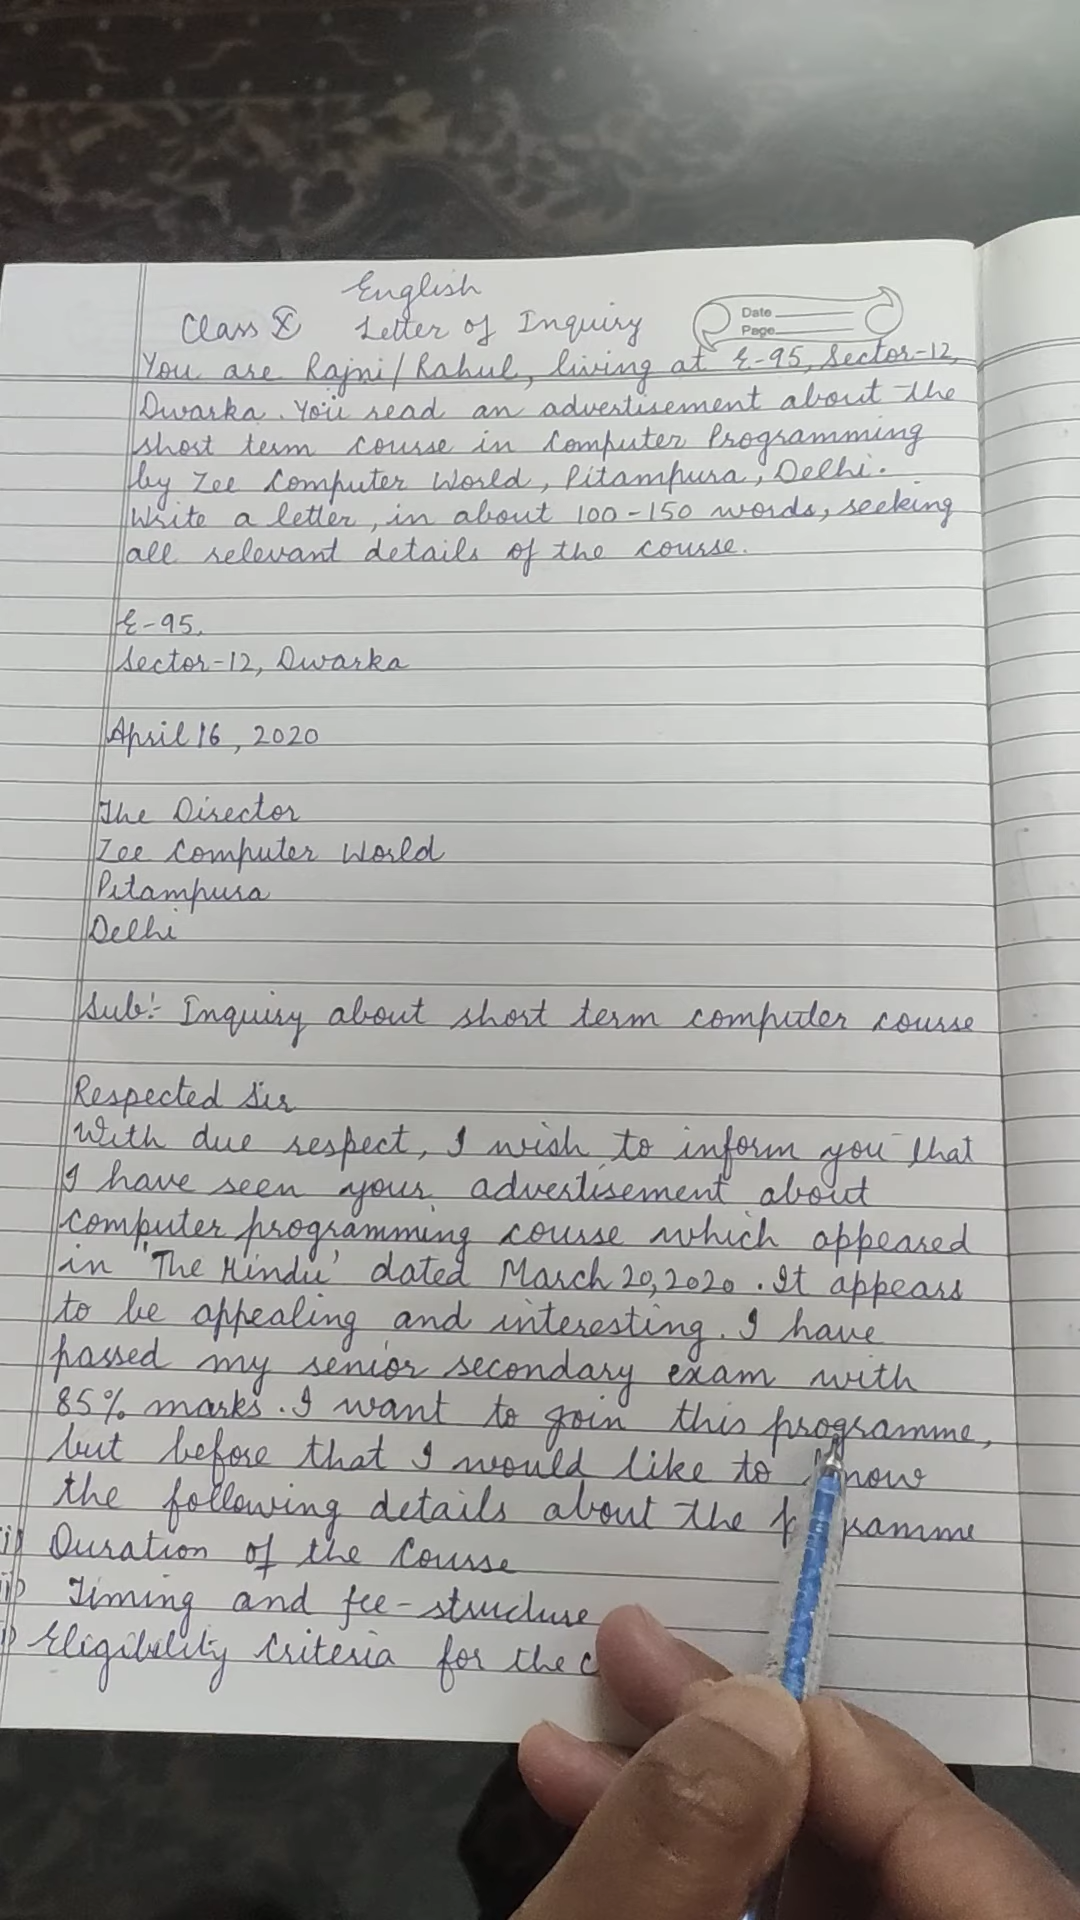 English
Class X Letter of Inquiry
Date
Page
You are Rajni/Rahul, living at E-95, Sector-12,
Dwarka. You read an advertisement about the
short term course in Computer Programming
by Zee Computer World, Pitampura, Delhi.
Write a letter, in about 100-150 words, seeking
all relevant details of the course.
E-95,
Sector-12, Dwarka
April 16, 2020
The Director
Zee Computer World
Pitampura
Delhi
Sub:- Inquiry about short term computer course
Respected Sir
With due respect, I wish to inform you that
I have seen your advertisement about
computer programming course which appeared
in 'The Hindu' dated March 20, 2020. It appears
to be appealing and interesting. I have
passed my senior secondary exam with
85% marks. I want to join this programme,
but before that I would like to know
the following details about the programme
i) Duration of the Course
ii) Timing and fee-structure
Eligibility Criteria for the